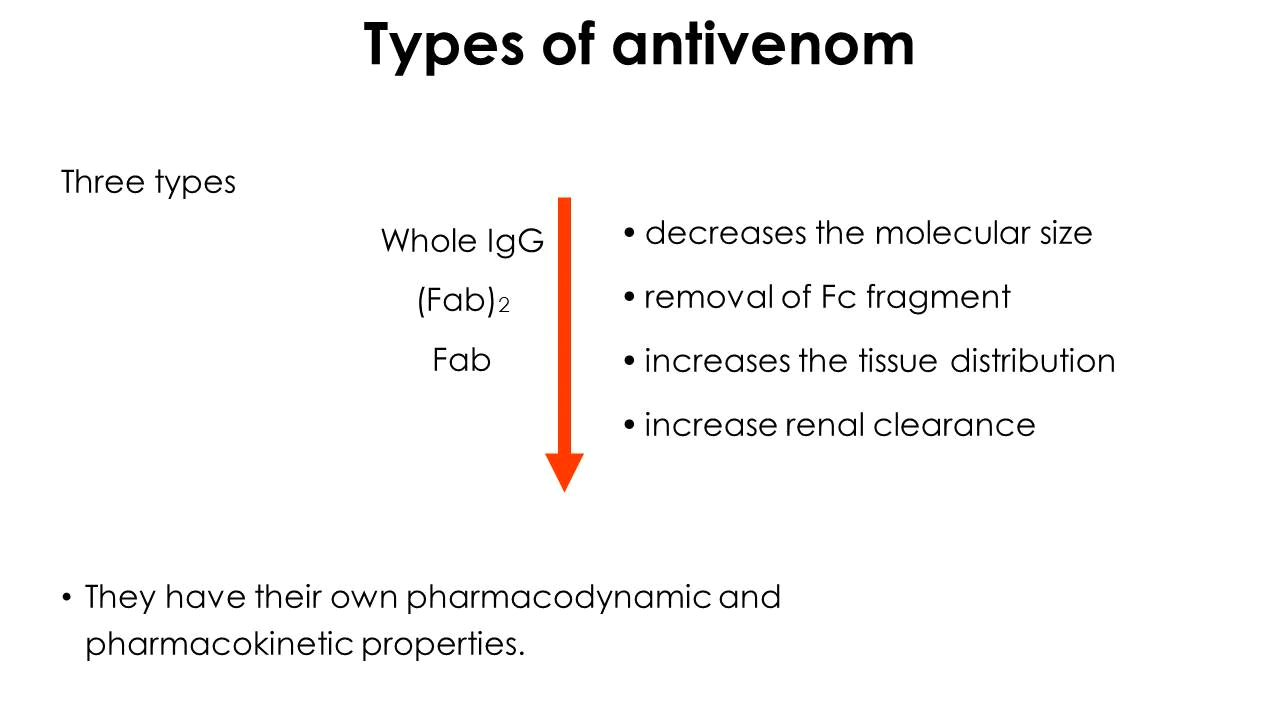 Types of antivenom
Three types
Whole IgG
(Fab)2
Fab
• decreases the molecular size
• removal of Fc fragment
• increases the tissue distribution
• increase renal clearance
• They have their own pharmacodynamic and
pharmacokinetic properties.